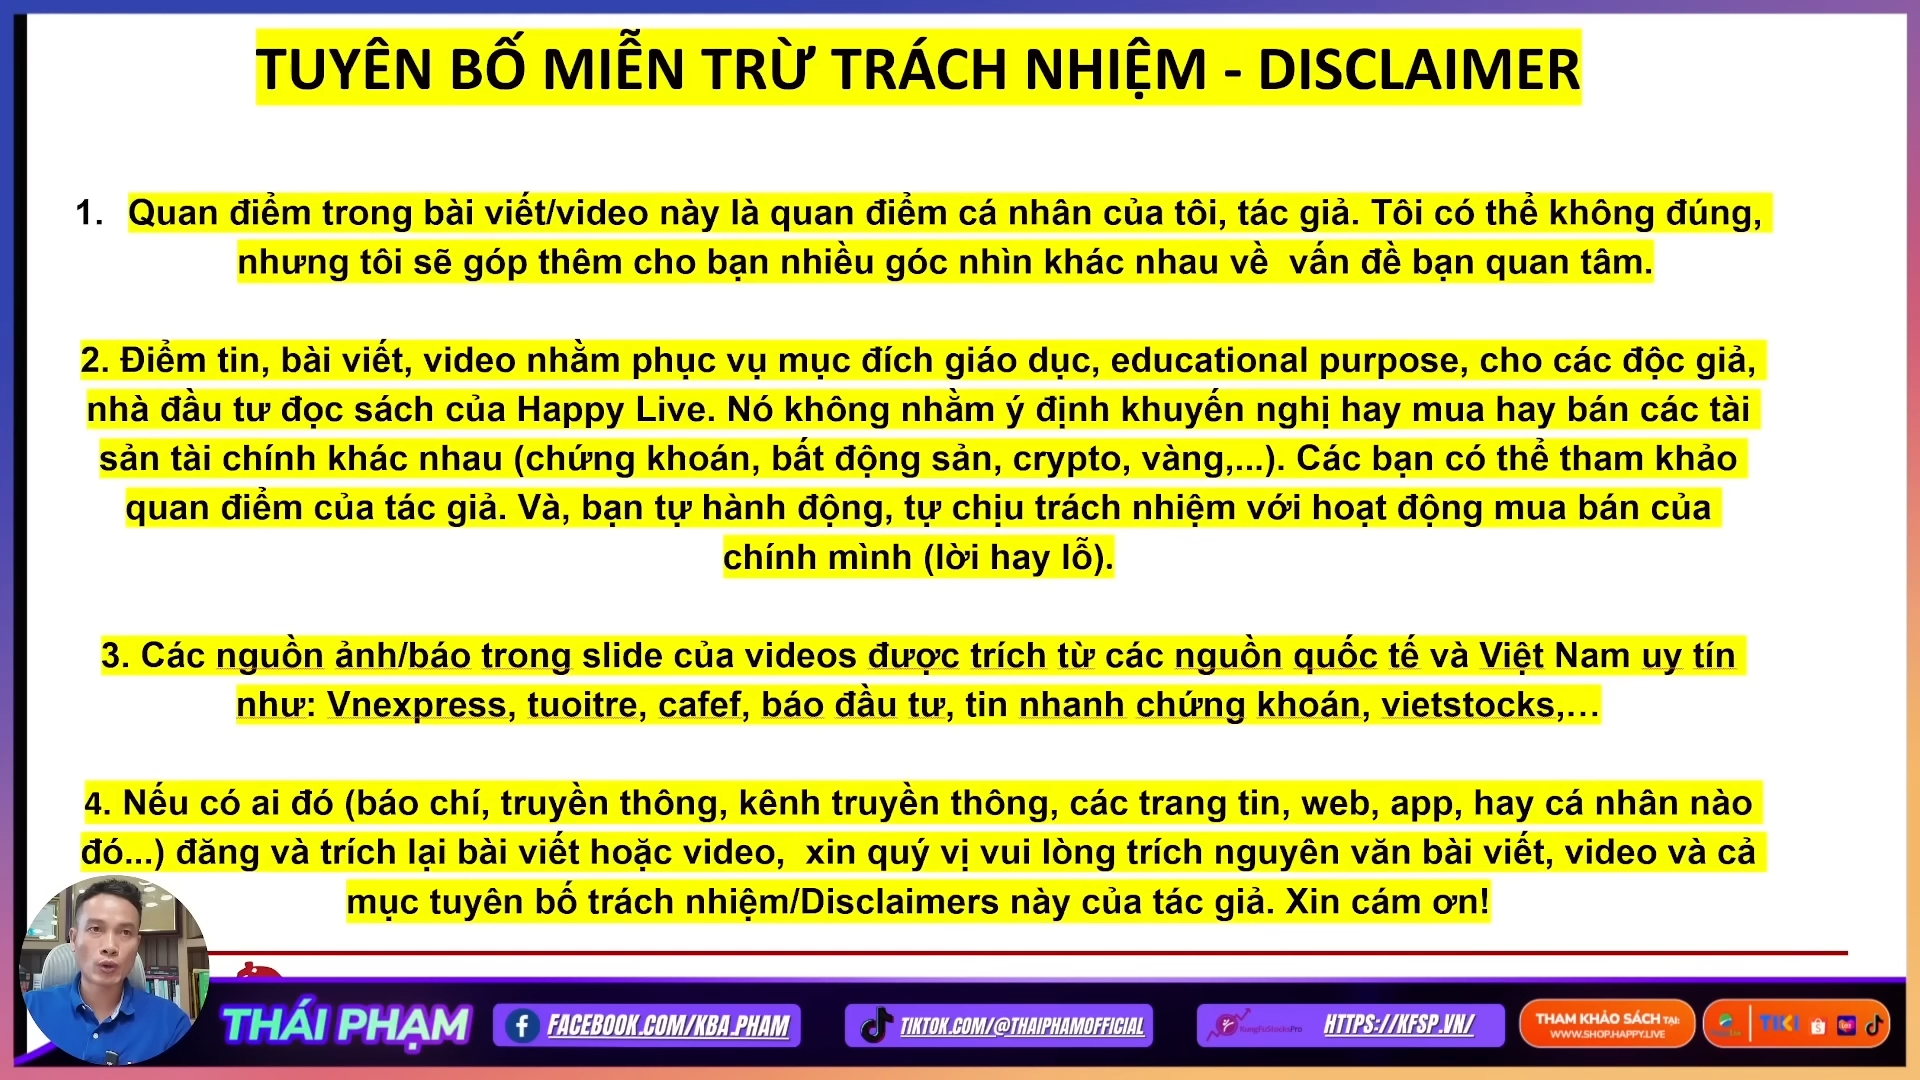 TUYÊN BỐ MIỄN TRỪ TRÁCH NHIỆM - DISCLAIMER
1. Quan điểm trong bài viết/video này là quan điểm cá nhân của tôi, tác giả. Tôi có thể không đúng,
nhưng tôi sẽ góp thêm cho bạn nhiều góc nhìn khác nhau về  vấn đề bạn quan tâm.
2. Điểm tin, bài viết, video nhằm phục vụ mục đích giáo dục, educational purpose, cho các độc giả,
nhà đầu tư đọc sách của Happy Live. Nó không nhằm ý định khuyến nghị hay mua hay bán các tài
sản tài chính khác nhau (chứng khoán, bất động sản, crypto, vàng,...). Các bạn có thể tham khảo
quan điểm của tác giả. Và, bạn tự hành động, tự chịu trách nhiệm với hoạt động mua bán của
chính mình (lời hay lỗ).
3. Các nguồn ảnh/báo trong slide của videos được trích từ các nguồn quốc tế và Việt Nam uy tín
như: Vnexpress, tuoitre, cafef, báo đầu tư, tin nhanh chứng khoán, vietstocks,…
4. Nếu có ai đó (báo chí, truyền thông, kênh truyền thông, các trang tin, web, app, hay cá nhân nào
đó...) đăng và trích lại bài viết hoặc video,  xin quý vị vui lòng trích nguyên văn bài viết, video và cả
mục tuyên bố trách nhiệm/Disclaimers này của tác giả. Xin cám ơn!
THÁI PHẠM
FACEBOOK.COM/KBA.PHAM
TIKTOK.COM/@THAIPHAMOFFICIAL
KungFuStocksPro
HTTPS://KFSP.VN/
THAM KHẢO SÁCH TẠI:
WWW.SHOP.HAPPY.LIVE
TIKI